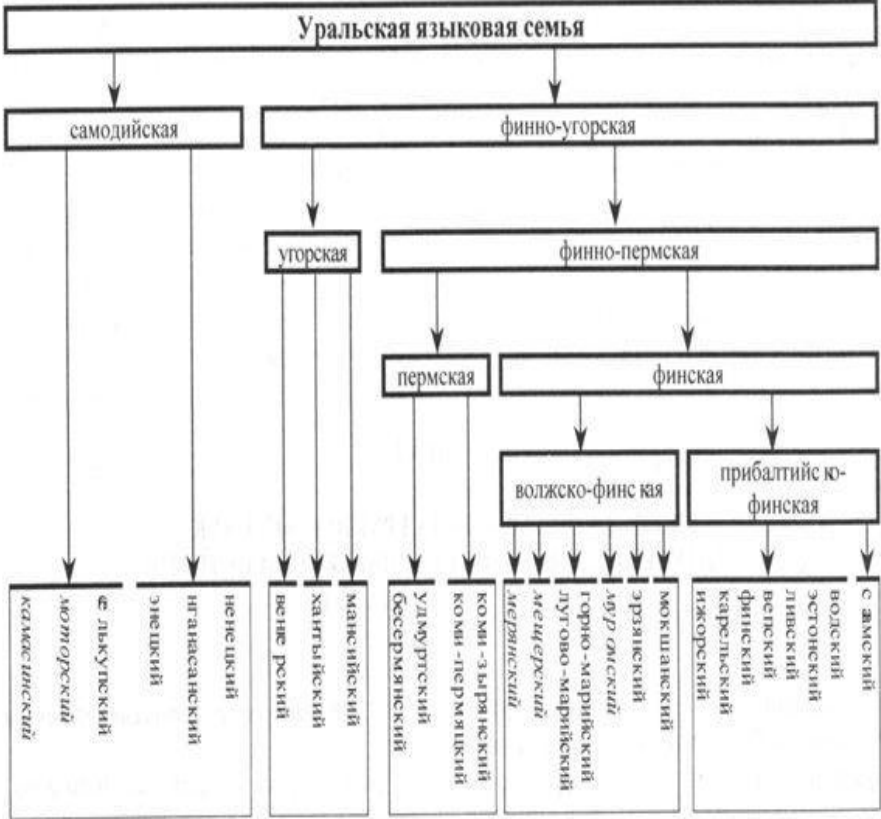 Уральская языковая семья
самодийская
финно-угорская
угорская
финно-пермская
пермская
финская
волжско-финская
прибалтийско-
финская
камасинский
моторский
селькупский
энецкий
нганасанский
ненецкий
венгерский
хантыйский
мансийский
бесермянский
удмуртский
коми-пермяцкий
коми-зырянский
мерянский
мещерский
лугово-марийский
горно-марийский
муромский
эрзянский
мокшанский
ижорский
карельский
финский
вепский
ливский
эстонский
водский
саамский